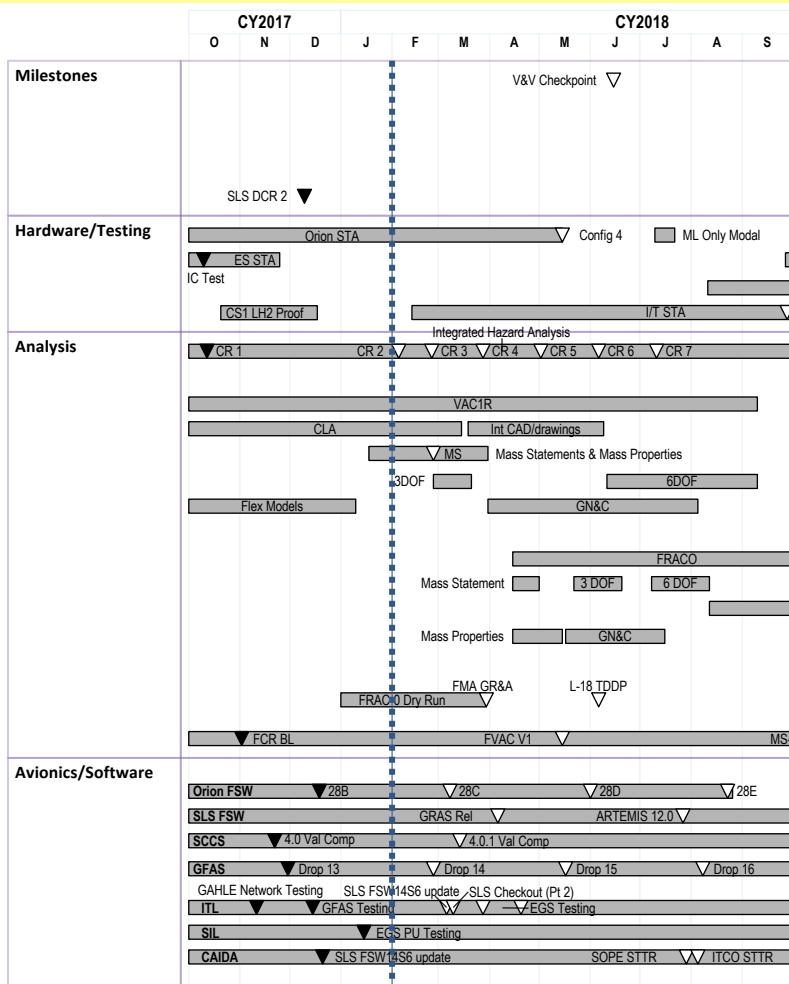 CY2017 CY2018
O N D J F M A M J J A S
Milestones
V&V Checkpoint
SLS DCR 2
Hardware/Testing
Orion STA Config 4 ML Only Modal
ES STA
IC Test
CS1 LH2 Proof I/T STA
Integrated Hazard Analysis
Analysis
CR 1 CR 2 CR 3 CR 4 CR 5 CR 6 CR 7
VAC1R
CLA Int CAD/drawings
MS Mass Statements & Mass Properties
3DOF 6DOF
Flex Models GN&C
FRACO
Mass Statement 3 DOF 6 DOF
Mass Properties GN&C
FMA GR&A L-18 TDDP
FRAC 0 Dry Run
FCR BL FVAC V1 MS-
Avionics/Software
Orion FSW 28B 28C 28D 28E
SLS FSW GRAS Rel ARTEMIS 12.0
SCCS 4.0 Val Comp 4.0.1 Val Comp
GFAS Drop 13 Drop 14 Drop 15 Drop 16
GAHLE Network Testing SLS FSW14S6 update SLS Checkout (Pt 2)
ITL GFAS Testing EGS Testing
SIL EGS PU Testing
CAIDA SLS FSW14S6 update SOPE STTR ITCO STTR